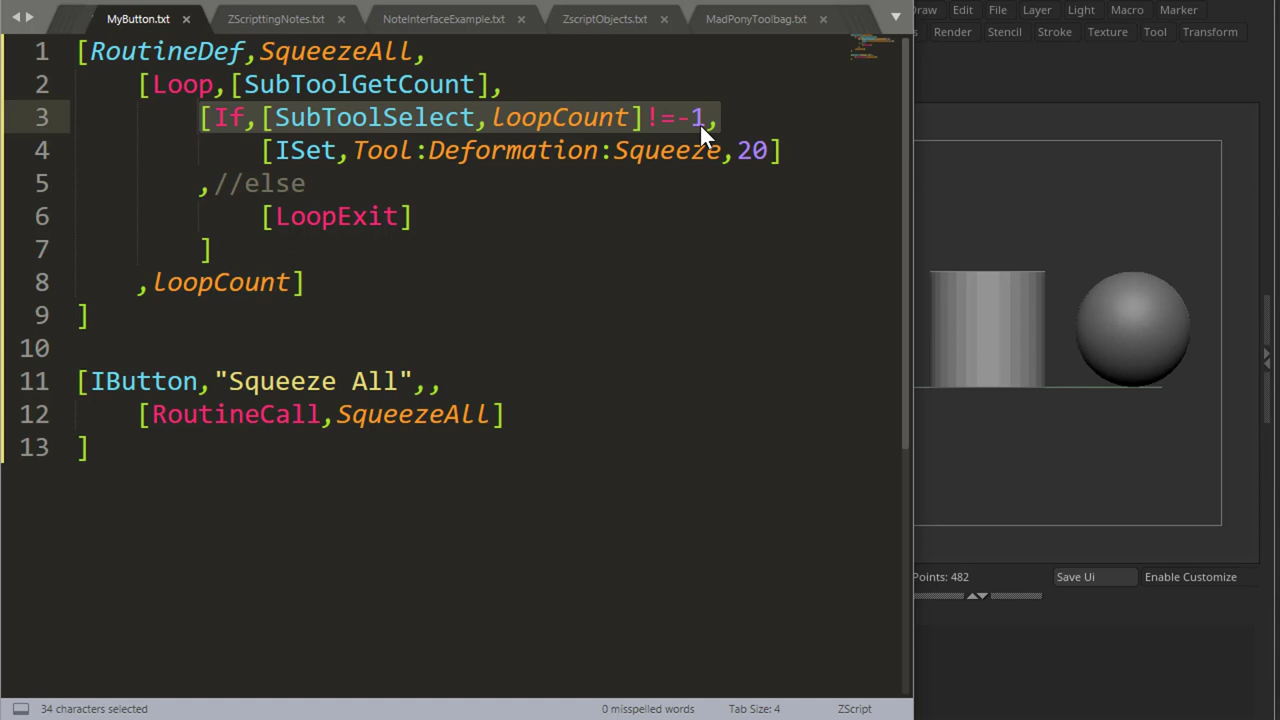 MyButton.txt × ZScripttingNotes.txt × NoteInterfaceExample.txt × ZscriptObjects.txt × MadPonyToolbag.txt ×
Edit File Layer Light Macro Marker
Render Stencil Stroke Texture Tool Transform
1 [RoutineDef,SqueezeAll,
2 [Loop,[SubToolGetCount],
3 [If,[SubToolSelect,loopCount]!=-1,
4 [ISet,Tool:Deformation:Squeeze,20]
5 ,//else
6 [LoopExit]
7 ]
8 ,loopCount]
9 ]
10
11 [IButton,"Squeeze All",,
12 [RoutineCall,SqueezeAll]
13 ]
Points: 482 Save Ui Enable Customize
34 characters selected 0 misspelled words Tab Size: 4 ZScript